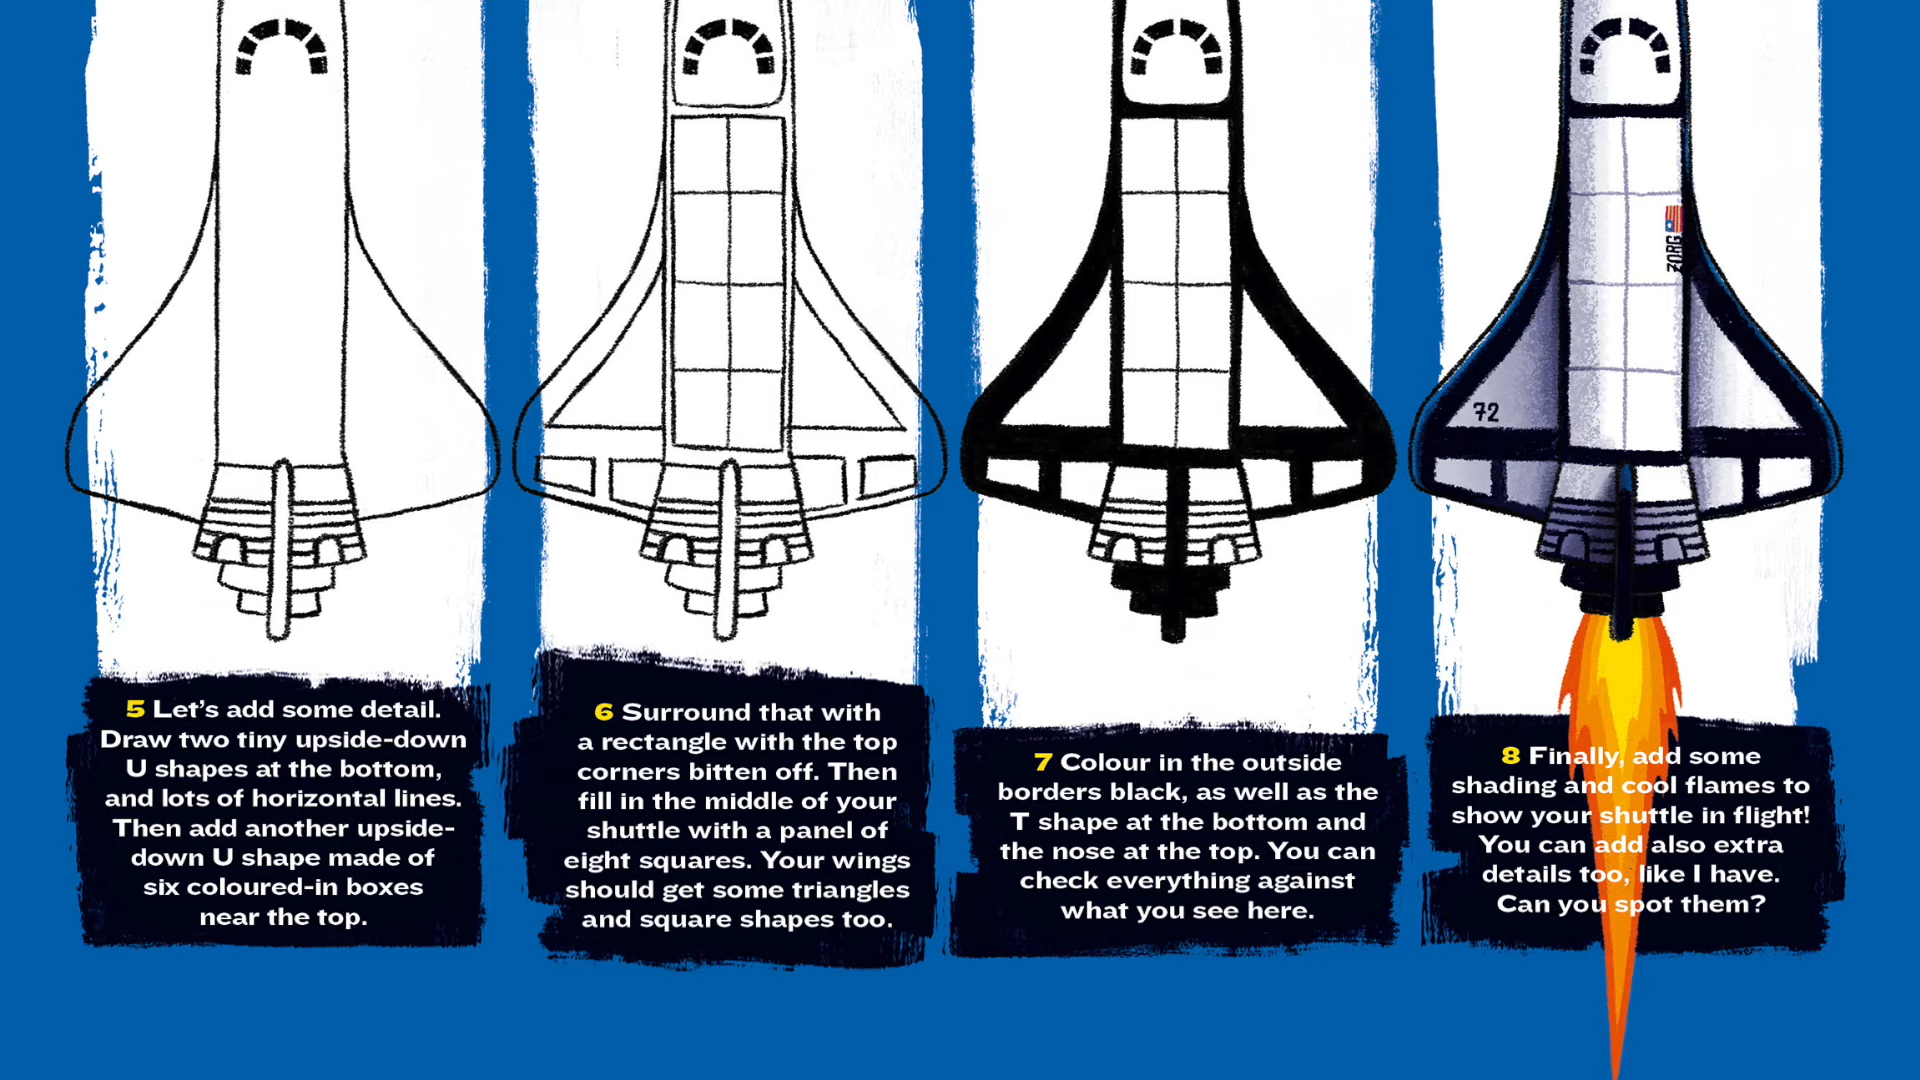 5 Let's add some detail.
Draw two tiny upside-down
U shapes at the bottom,
and lots of horizontal lines.
Then add another upside-
down U shape made of
six coloured-in boxes
near the top.
6 Surround that with
a rectangle with the top
corners bitten off. Then
fill in the middle of your
shuttle with a panel of
eight squares. Your wings
should get some triangles
and square shapes too.
7 Colour in the outside
borders black, as well as the
T shape at the bottom and
the nose at the top. You can
check everything against
what you see here.
ZORG
72
8 Finally, add some
shading and cool flames to
show your shuttle in flight!
You can add also extra
details too, like I have.
Can you spot them?